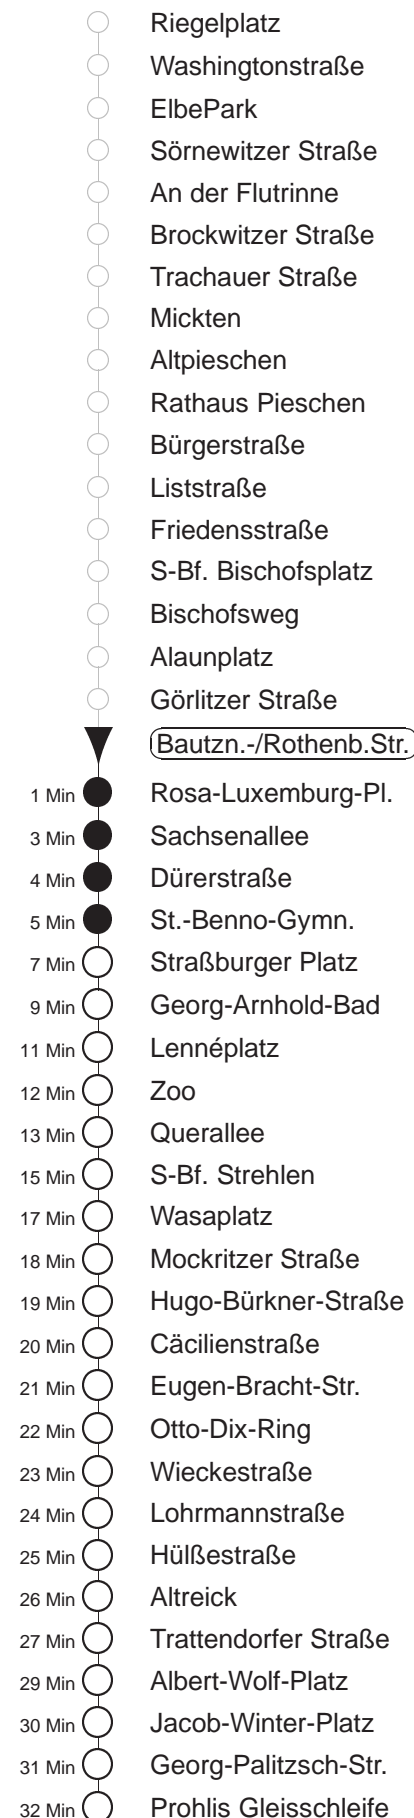 Riegelplatz
Washingtonstraße
ElbePark
Sörnewitzer Straße
An der Flutrinne
Brockwitzer Straße
Trachauer Straße
Mickten
Altpieschen
Rathaus Pieschen
Bürgerstraße
Liststraße
Friedensstraße
S-Bf. Bischofsplatz
Bischofsweg
Alaunplatz
Görlitzer Straße
Bautzn.-/Rothenb.Str.
1 Min Rosa-Luxemburg-Pl.
3 Min Sachsenallee
4 Min Dürerstraße
5 Min St.-Benno-Gymn.
7 Min Straßburger Platz
9 Min Georg-Arnhold-Bad
11 Min Lennéplatz
12 Min Zoo
13 Min Querallee
15 Min S-Bf. Strehlen
17 Min Wasaplatz
18 Min Mockritzer Straße
19 Min Hugo-Bürkner-Straße
20 Min Cäcilienstraße
21 Min Eugen-Bracht-Str.
22 Min Otto-Dix-Ring
23 Min Wieckestraße
24 Min Lohrmannstraße
25 Min Hülßestraße
26 Min Altreick
27 Min Trattendorfer Straße
29 Min Albert-Wolf-Platz
30 Min Jacob-Winter-Platz
31 Min Georg-Palitzsch-Str.
32 Min Prohlis Gleisschleife